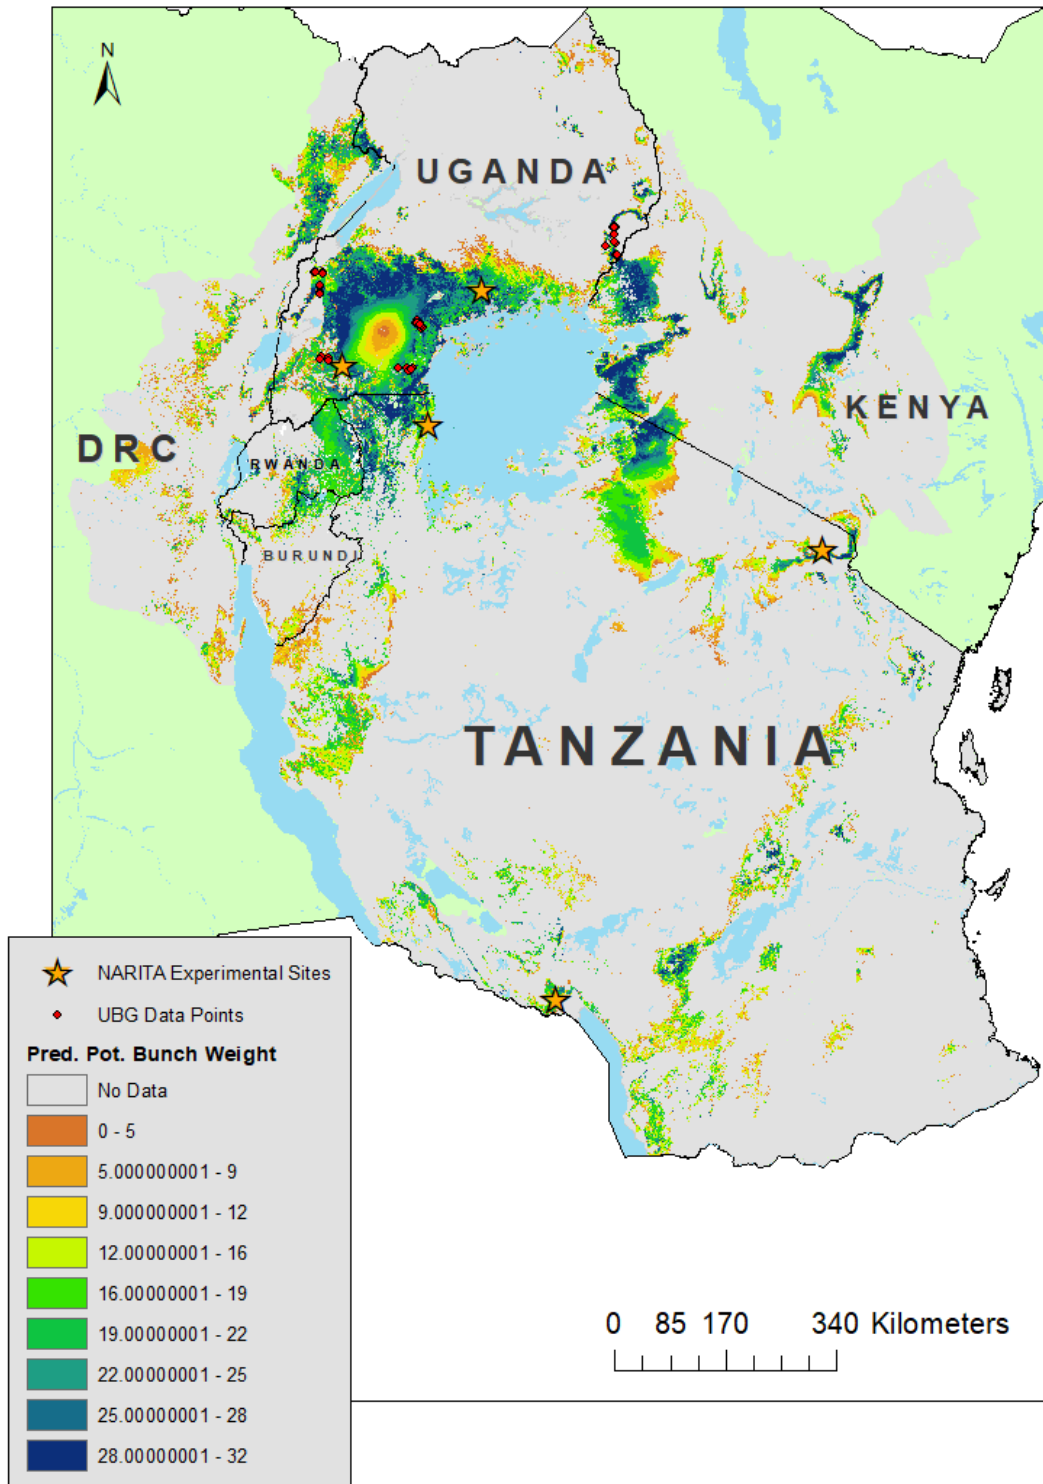 N
UGANDA
KENYA
DRC
RWANDA
BURUNDI
TANZANIA
NARITA Experimental Sites
UBG Data Points
Pred. Pot. Bunch Weight
No Data
0 - 5
5.000000001 - 9
9.000000001 - 12
12.00000001 - 16
16.00000001 - 19
19.00000001 - 22
22.00000001 - 25
25.00000001 - 28
28.00000001 - 32
0 85 170 340 Kilometers